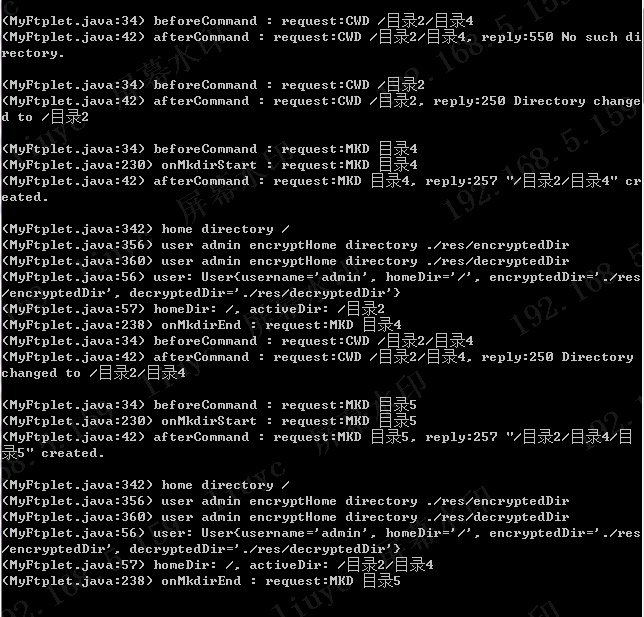 (MyFtplet.java:34) beforeCommand : request:CWD /目录2/目录4
(MyFtplet.java:42) afterCommand : request:CWD /目录2/目录4, reply:550 No such di
rectory.
(MyFtplet.java:34) beforeCommand : request:CWD /目录2
(MyFtplet.java:42) afterCommand : request:CWD /目录2, reply:250 Directory change
d to /目录2
(MyFtplet.java:34) beforeCommand : request:MKD 目录4
(MyFtplet.java:230) onMkdirStart : request:MKD 目录4
(MyFtplet.java:42) afterCommand : request:MKD 目录4, reply:257 "/目录2/目录4" cr
eated.
(MyFtplet.java:342) home directory /
(MyFtplet.java:356) user admin encryptHome directory ./res/encryptedDir
(MyFtplet.java:360) user admin encryptHome directory ./res/decryptedDir
(MyFtplet.java:56) user: User{username='admin', homeDir='/', encryptedDir='./res
/encryptedDir', decryptedDir='./res/decryptedDir'}
(MyFtplet.java:57) homeDir: /, activeDir: /目录2
(MyFtplet.java:238) onMkdirEnd : request:MKD 目录4
(MyFtplet.java:34) beforeCommand : request:CWD /目录2/目录4
(MyFtplet.java:42) afterCommand : request:CWD /目录2/目录4, reply:250 Directory
changed to /目录2/目录4
(MyFtplet.java:34) beforeCommand : request:MKD 目录5
(MyFtplet.java:230) onMkdirStart : request:MKD 目录5
(MyFtplet.java:42) afterCommand : request:MKD 目录5, reply:257 "/目录2/目录4/目
录5" created.
(MyFtplet.java:342) home directory /
(MyFtplet.java:356) user admin encryptHome directory ./res/encryptedDir
(MyFtplet.java:360) user admin encryptHome directory ./res/decryptedDir
(MyFtplet.java:56) user: User{username='admin', homeDir='/', encryptedDir='./res
/encryptedDir', decryptedDir='./res/decryptedDir'}
(MyFtplet.java:57) homeDir: /, activeDir: /目录2/目录4
(MyFtplet.java:238) onMkdirEnd : request:MKD 目录5
屏幕水印
192.168.5.159
liuyc